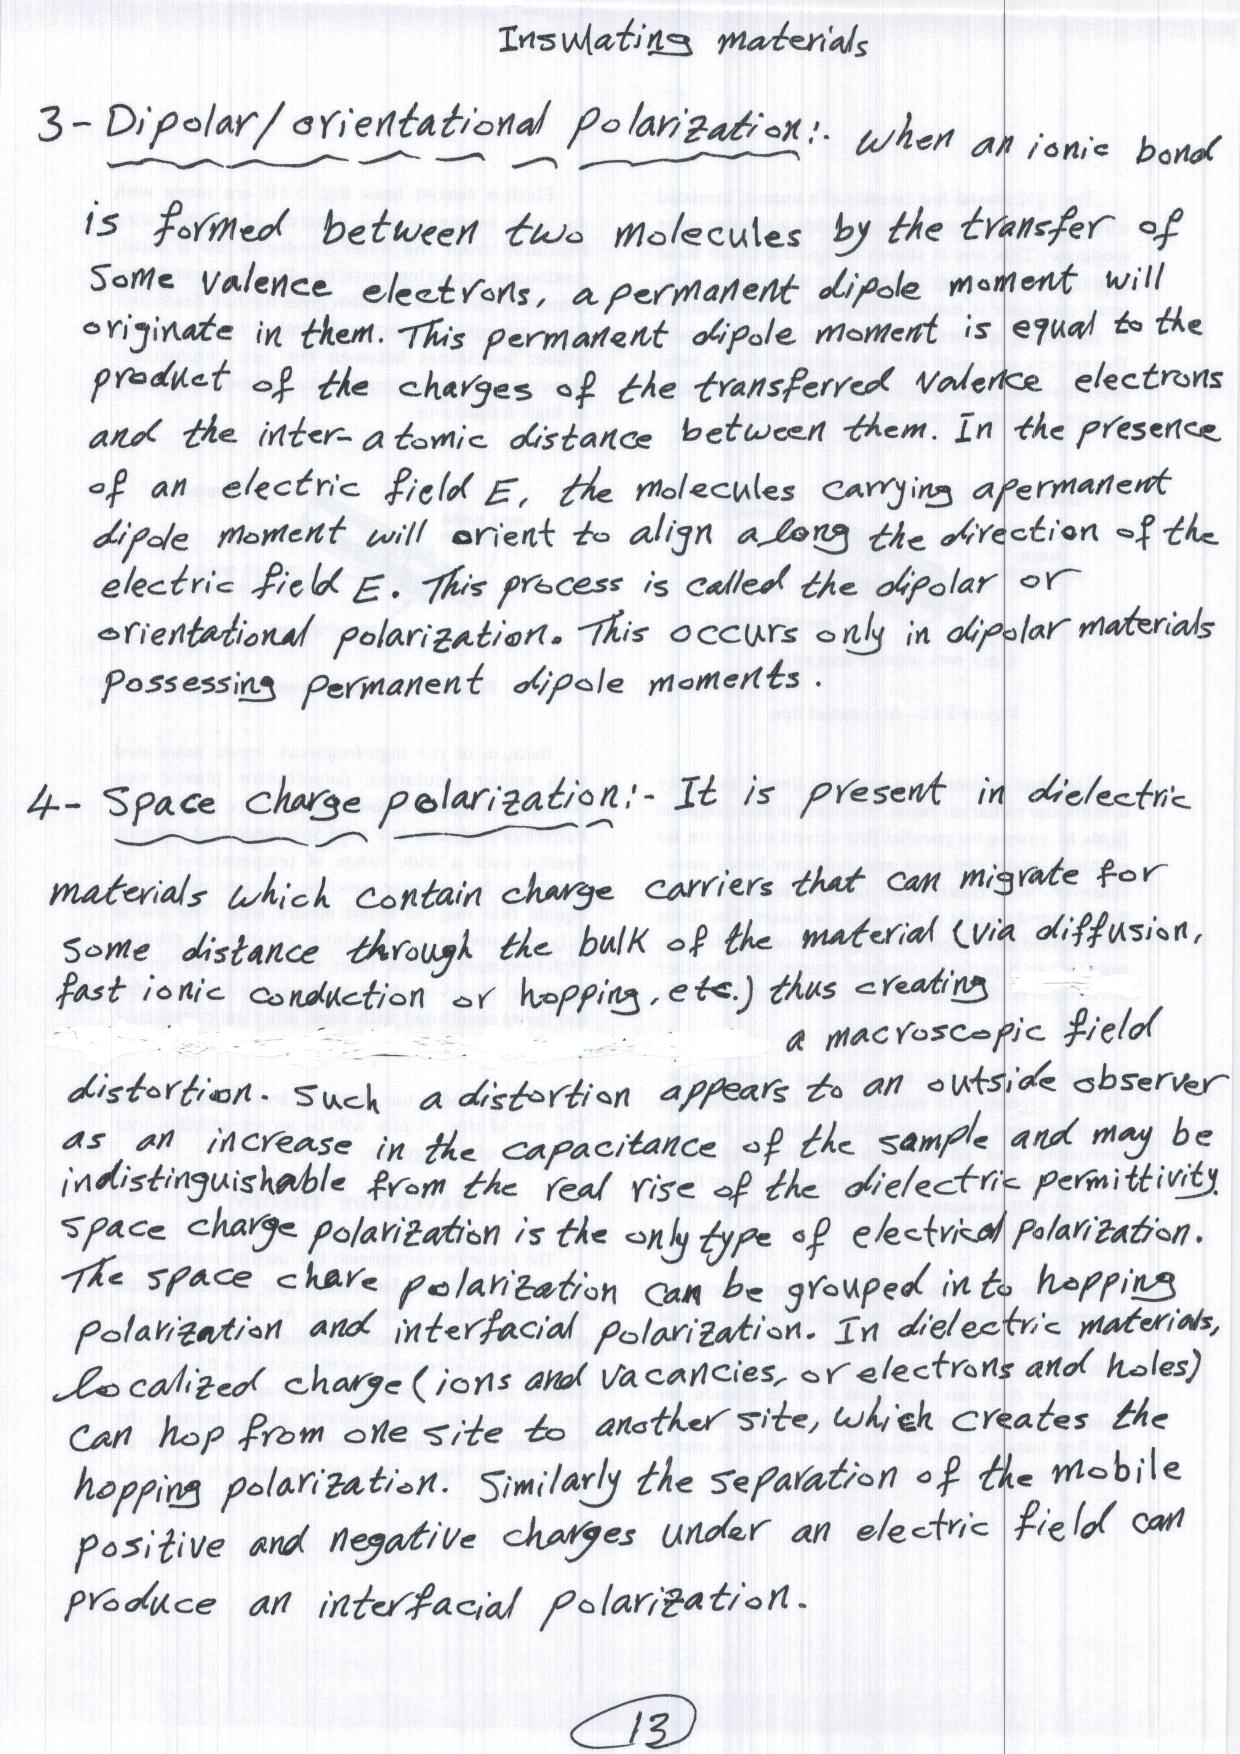 Insulating materials
3- Dipolar/orientational polarization:- when an ionic bond
is formed between two molecules by the transfer of
some valence electrons, a permanent dipole moment will
originate in them. This permanent dipole moment is equal to the
product of the charges of the transferred valence electrons
and the inter-atomic distance between them. In the presence
of an electric field E, the molecules carrying apermanent
dipole moment will orient to align along the direction of the
electric field E. This process is called the dipolar or
orientational polarization. This occurs only in dipolar materials
possessing permanent dipole moments.
4- Space charge polarization:- It is present in dielectric
materials which contain charge carriers that can migrate for
some distance through the bulk of the material (via diffusion,
fast ionic conduction or hopping, etc.) thus creating
a macroscopic field
distortion. Such a distortion appears to an outside observer
as an increase in the capacitance of the sample and may be
indistinguishable from the real rise of the dielectric permittivity.
space charge polarization is the only type of electrical polarization.
The space chare polarization can be grouped in to hopping
polarization and interfacial polarization. In dielectric materials,
localized charge (ions and vacancies, or electrons and holes)
can hop from one site to another site, which creates the
hopping polarization. Similarly the separation of the mobile
positive and negative charges under an electric field can
produce an interfacial polarization.
13